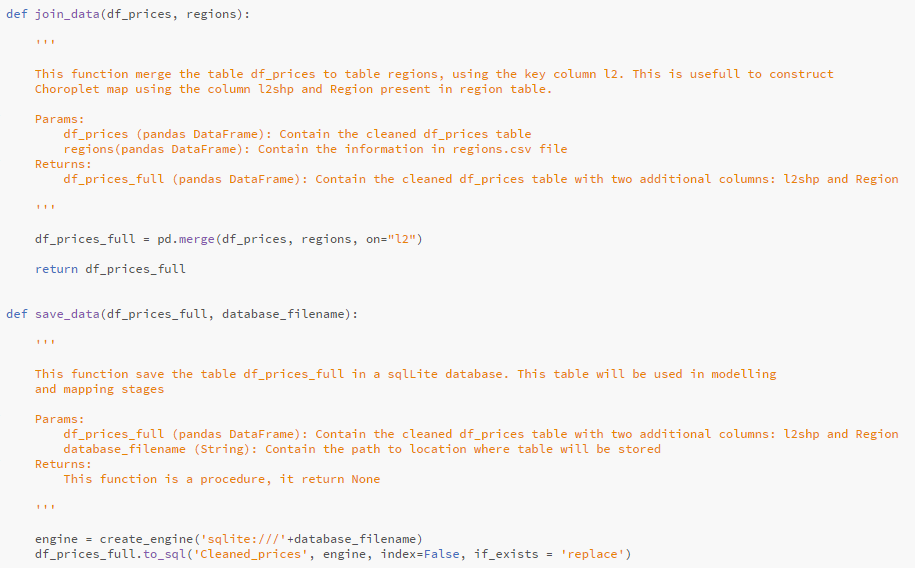 def join_data(df_prices, regions):
'''
This function merge the table df_prices to table regions, using the key column l2. This is usefull to construct
Choroplet map using the column l2shp and Region present in region table.
Params:
df_prices (pandas DataFrame): Contain the cleaned df_prices table
regions(pandas DataFrame): Contain the information in regions.csv file
Returns:
df_prices_full (pandas DataFrame): Contain the cleaned df_prices table with two additional columns: l2shp and Region
'''
df_prices_full = pd.merge(df_prices, regions, on="l2")
return df_prices_full
def save_data(df_prices_full, database_filename):
'''
This function save the table df_prices_full in a sqlLite database. This table will be used in modelling
and mapping stages
Params:
df_prices_full (pandas DataFrame): Contain the cleaned df_prices table with two additional columns: l2shp and Region
database_filename (String): Contain the path to location where table will be stored
Returns:
This function is a procedure, it return None
'''
engine = create_engine('sqlite:///'+database_filename)
df_prices_full.to_sql('Cleaned_prices', engine, index=False, if_exists = 'replace')